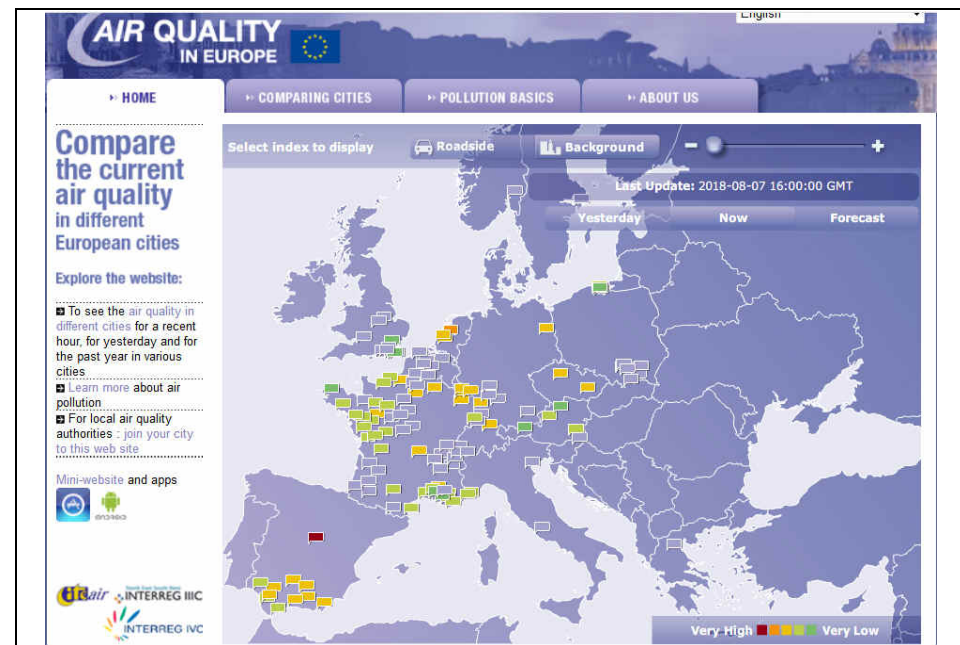 English
AIR QUALITY
IN EUROPE
HOME
COMPARING CITIES
POLLUTION BASICS
ABOUT US
Compare
the current
air quality
in different
European cities
Explore the website:
To see the air quality in
different cities for a recent
hour, for yesterday and for
the past year in various
cities
Learn more about air
pollution
For local air quality
authorities : join your city
to this web site
Mini-website and apps
ANDROID
air
INTERREG IIIC
INTERREG IVC
Select index to display
Roadside
Background
Last Update: 2018-08-07 16:00:00 GMT
Yesterday
Now
Forecast
Very High
Very Low